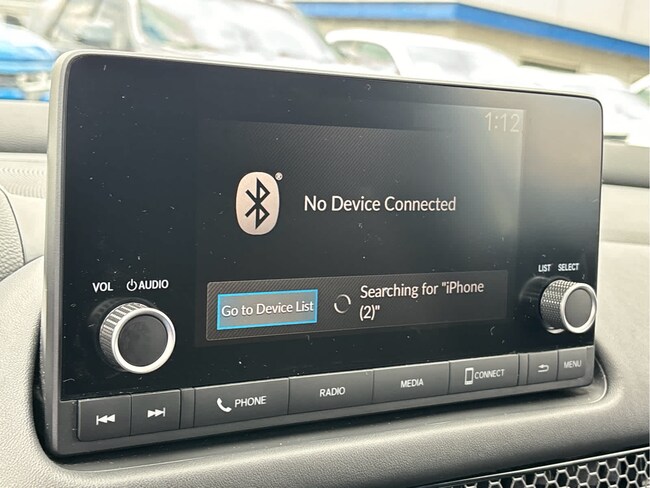 1:12
®
No Device Connected
LIST SELECT
VOL AUDIO
Go to Device List
Searching for "iPhone
(2)"
PHONE
RADIO
MEDIA
CONNECT
MENU